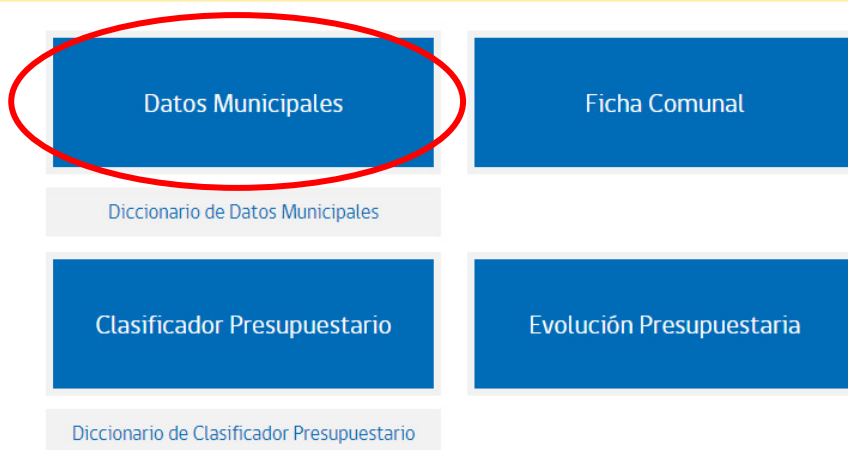 Datos Municipales
Ficha Comunal
Diccionario de Datos Municipales
Clasificador Presupuestario
Evolución Presupuestaria
Diccionario de Clasificador Presupuestario